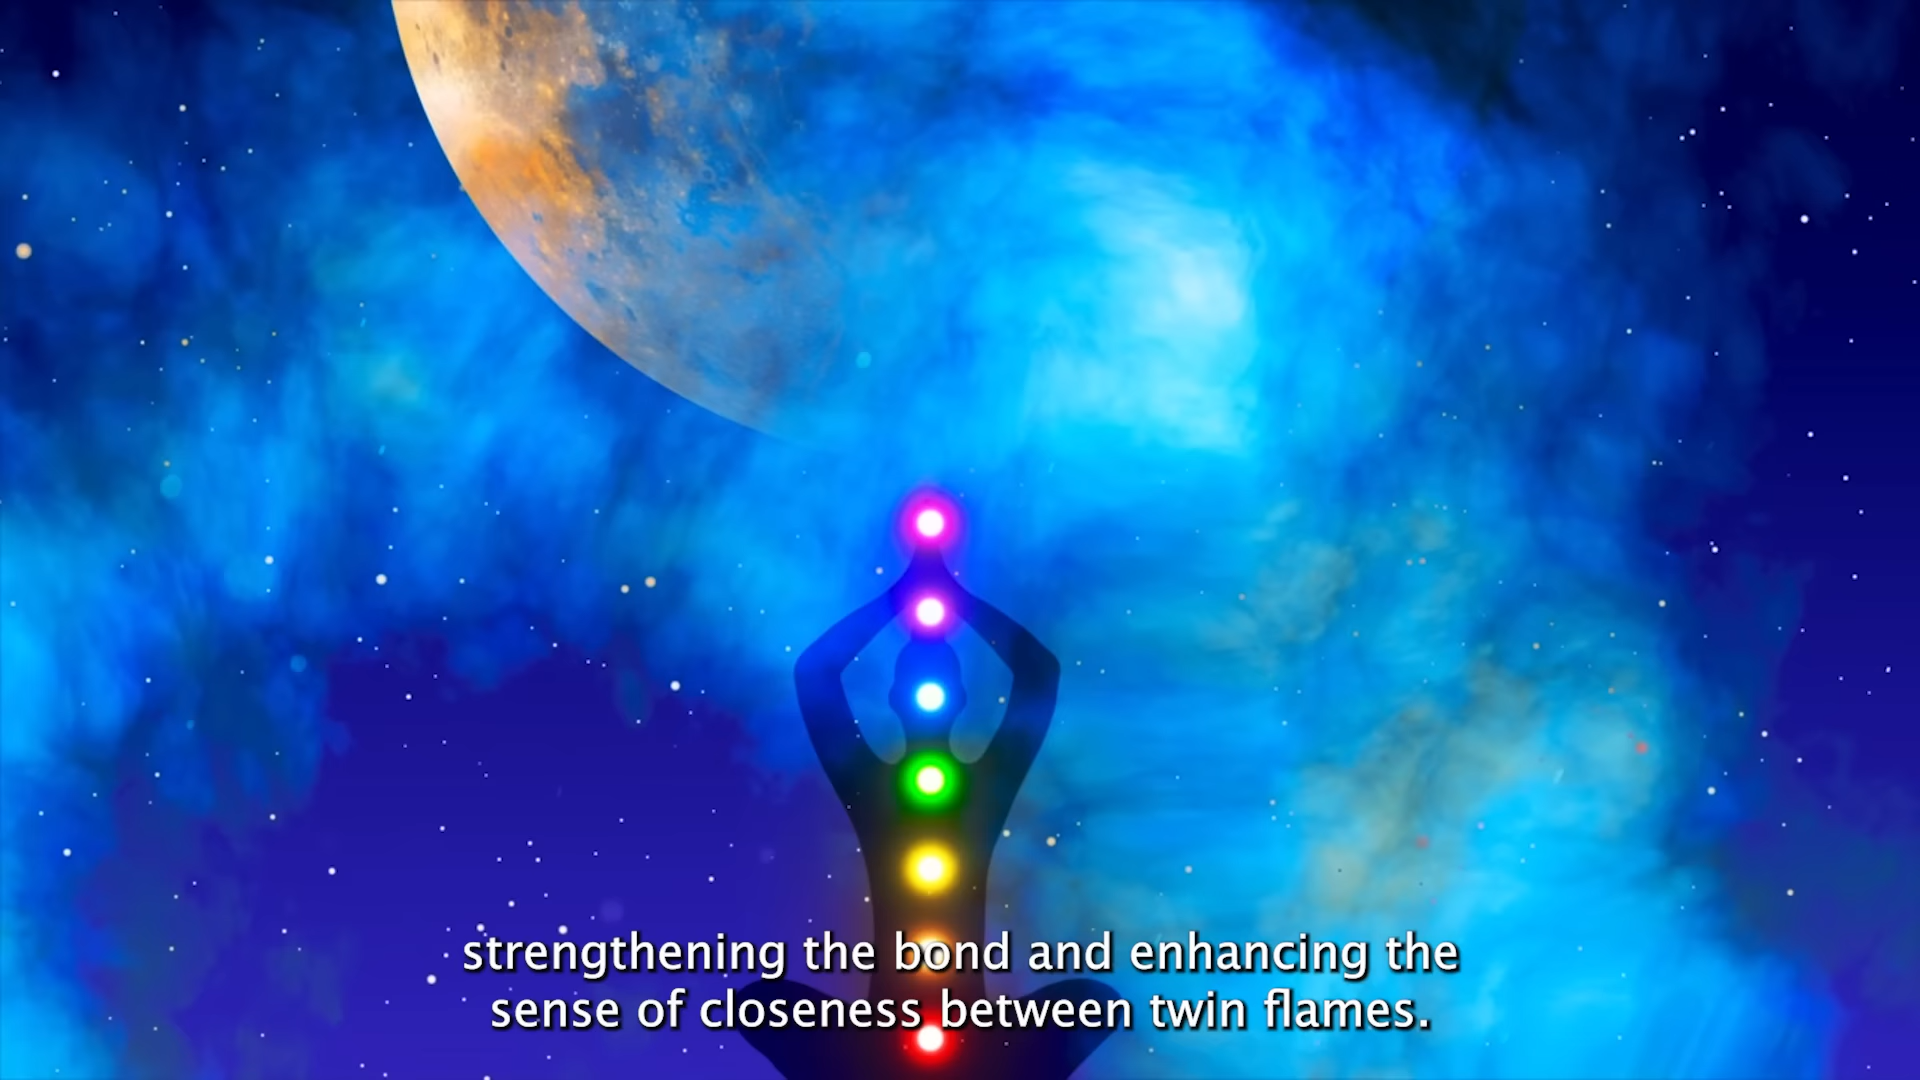 strengthening the bond and enhancing the
sense of closeness between twin flames.